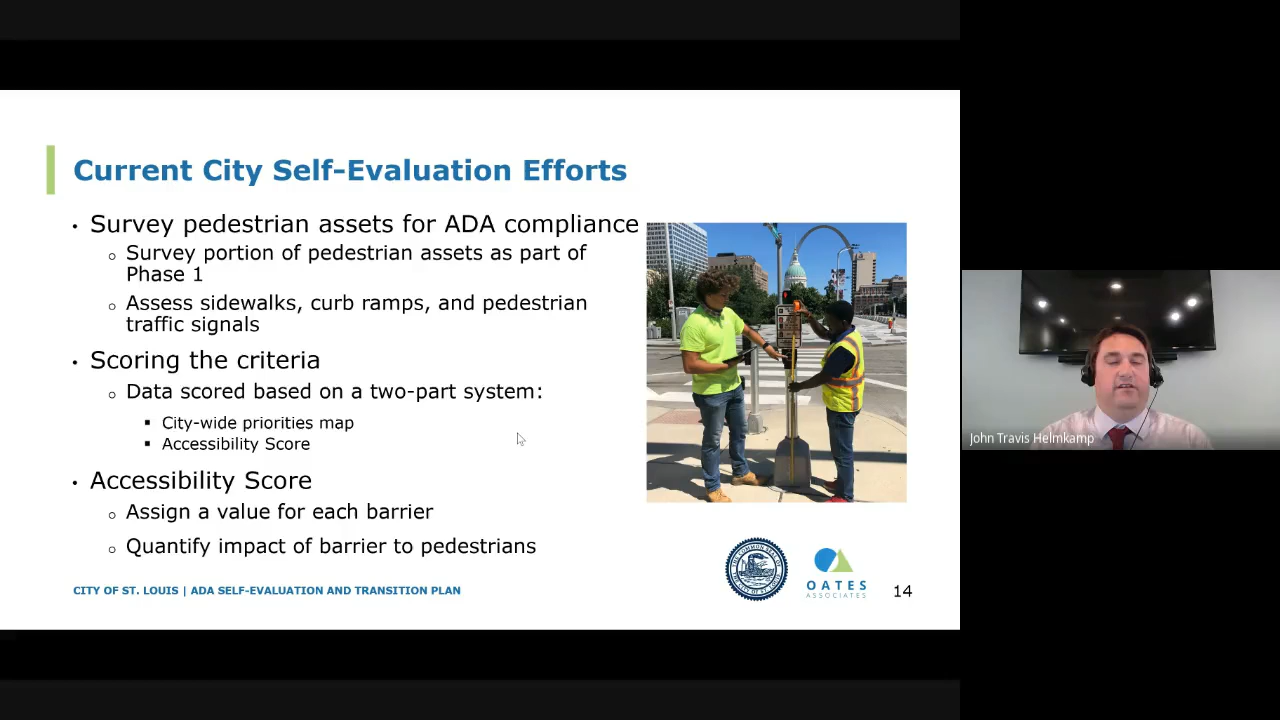 Current City Self-Evaluation Efforts
• Survey pedestrian assets for ADA compliance
o Survey portion of pedestrian assets as part of
Phase 1
o Assess sidewalks, curb ramps, and pedestrian
traffic signals
• Scoring the criteria
o Data scored based on a two-part system:
▪ City-wide priorities map
▪ Accessibility Score
• Accessibility Score
o Assign a value for each barrier
o Quantify impact of barrier to pedestrians
CITY OF ST. LOUIS | ADA SELF-EVALUATION AND TRANSITION PLAN
OATES
ASSOCIATES
14
John Travis Helmkamp